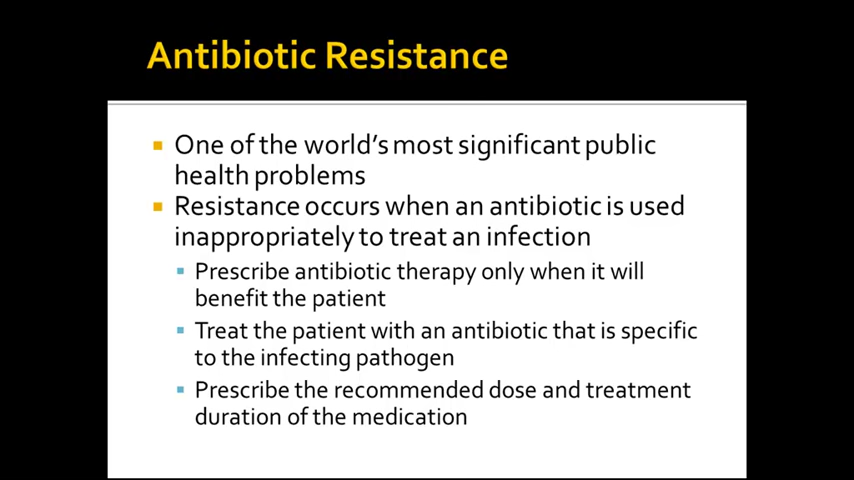 Antibiotic Resistance
One of the world's most significant public
health problems
Resistance occurs when an antibiotic is used
inappropriately to treat an infection
Prescribe antibiotic therapy only when it will
benefit the patient
Treat the patient with an antibiotic that is specific
to the infecting pathogen
Prescribe the recommended dose and treatment
duration of the medication